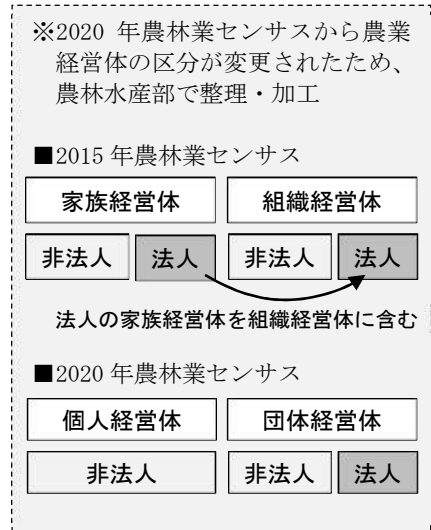 ※2020 年農林業センサスから農業
経営体の区分が変更されたため、
農林水産部で整理・加工
■2015 年農林業センサス
家族経営体 組織経営体
非法人 法人 非法人 法人
法人の家族経営体を組織経営体に含む
■2020 年農林業センサス
個人経営体 団体経営体
非法人 非法人 法人